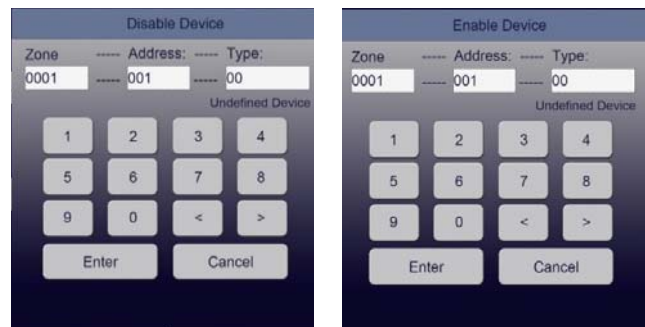 Disable Device
Zone ----- Address: ----- Type:
0001 ----- 001 ----- 00
Undefined Device
1 2 3 4
5 6 7 8
9 0 < >
Enter Cancel
Enable Device
Zone ----- Address: ----- Type:
0001 ----- 001 ----- 00
Undefined Device
1 2 3 4
5 6 7 8
9 0 < >
Enter Cancel